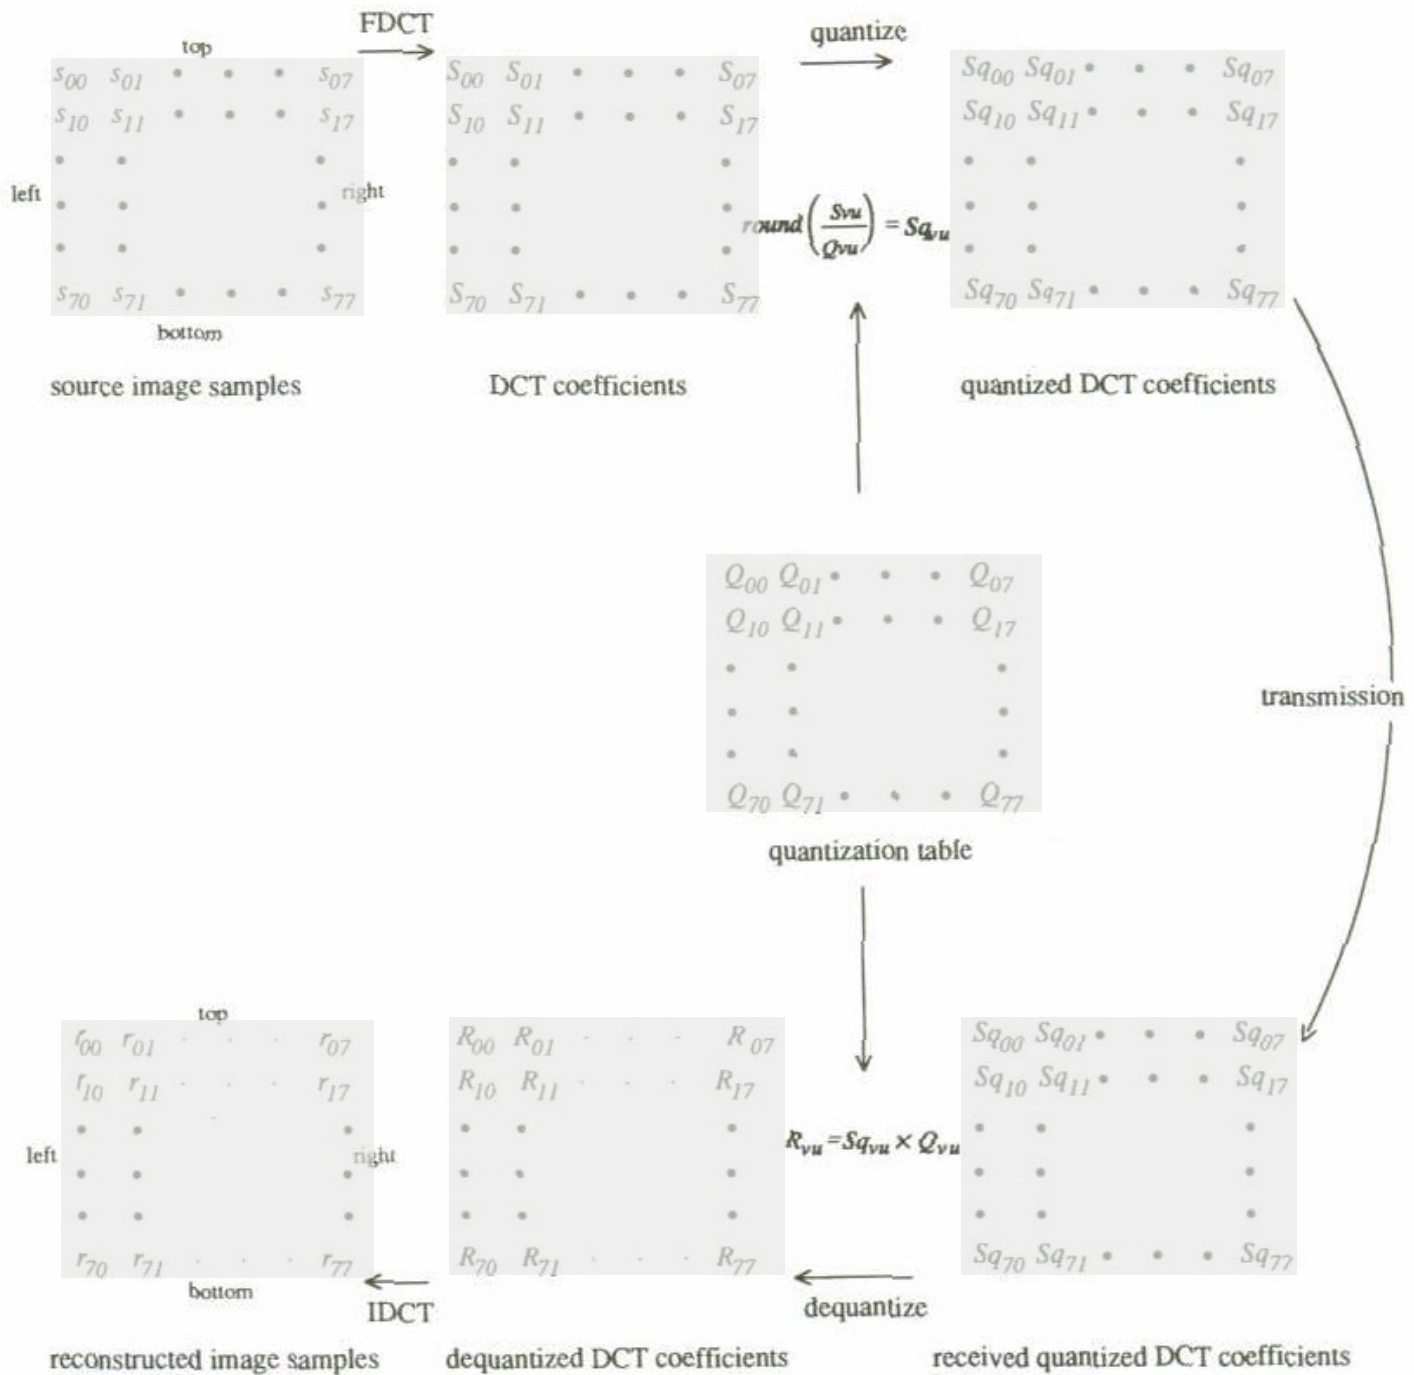 FDCT
quantize
top
s00 s01 • • • s07
s10 s11 • • • s17
left
right
s70 s71 • • • s77
bottom
source image samples
S00 S01 • • • S07
S10 S11 • • • S17
S70 S71 • • • S77
DCT coefficients
round(Svu/Qvu) = Sqvu
Sq00 Sq01 • • • Sq07
Sq10 Sq11 • • • Sq17
Sq70 Sq71 • • • Sq77
quantized DCT coefficients
Q00 Q01 • • • Q07
Q10 Q11 • • • Q17
Q70 Q71 • • • Q77
quantization table
transmission
top
r00 r01 · · · r07
r10 r11 · · · r17
left
right
r70 r71 · · · r77
bottom
IDCT
reconstructed image samples
R00 R01 · · · R07
R10 R11 · · · R17
R70 R71 · · · R77
dequantized DCT coefficients
Rvu = Sqvu × Qvu
dequantize
Sq00 Sq01 • • • Sq07
Sq10 Sq11 • • • Sq17
Sq70 Sq71 • • • Sq77
received quantized DCT coefficients